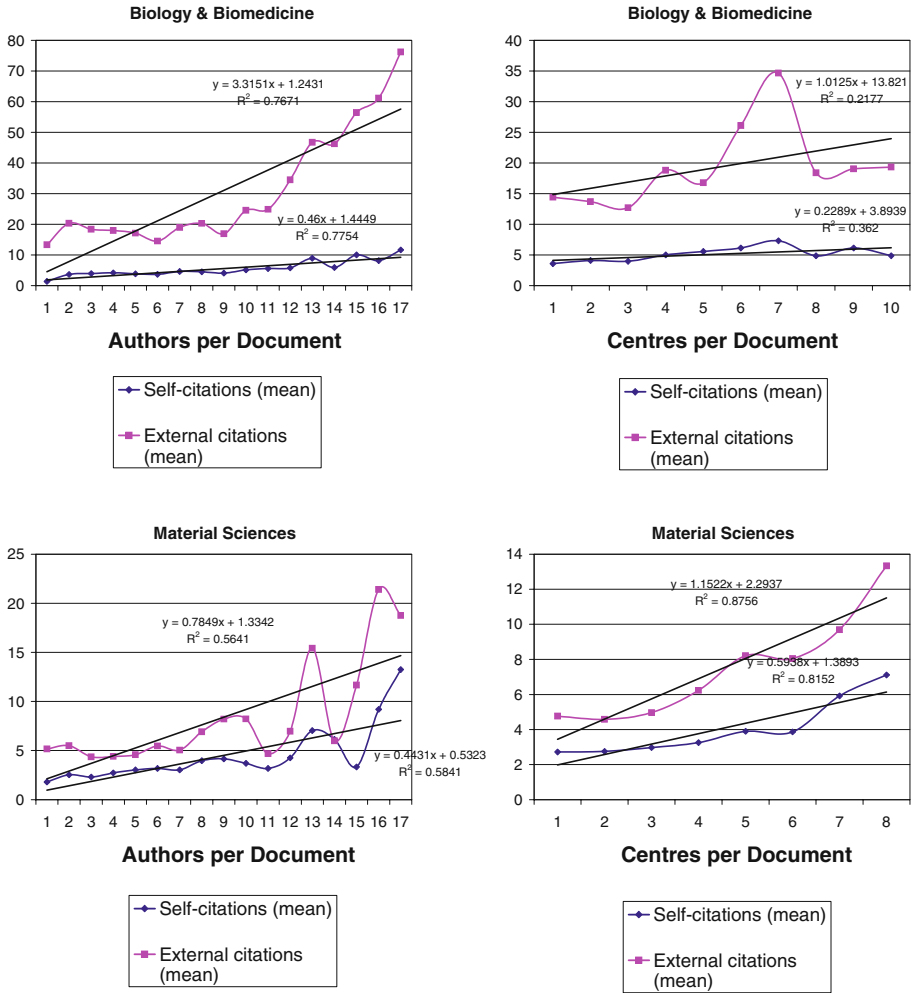 Biology & Biomedicine
80
70
60
50
40
30
20
10
0
y = 3.3151x + 1.2431
R² = 0.7671
y = 0.46x + 1.4449
0.7754
1 2 3 4 5 6 7 8 9 10 11 12 13 14 15 16 17
Authors per Document
Self-citations (mean)
External citations
(mean)
Biology & Biomedicine
40
35
30
25
20
15
10
5
0
y = 1.0125x + 13.821
R² = 0.2177
y = 0.2289x + 3.8939
R² = 0.362
1 2 3 4 5 6 7 8 9 10
Centres per Document
Self-citations (mean)
External citations
(mean)
Material Sciences
25
20
15
10
5
0
y = 0.7849x + 1.3342
R² = 0.5641
y = 0.4431x + 0.5323
R² = 0.5841
1 2 3 4 5 6 7 8 9 10 11 12 13 14 15 16 17
Authors per Document
Self-citations (mean)
External citations
(mean)
Material Sciences
14
12
10
8
6
4
2
0
y = 1.1522x + 2.2937
R² = 0.8756
y = 0.5938x + 1.3893
R² = 0.8152
1 2 3 4 5 6 7 8
Centres per Document
Self-citations (mean)
External citations
(mean)